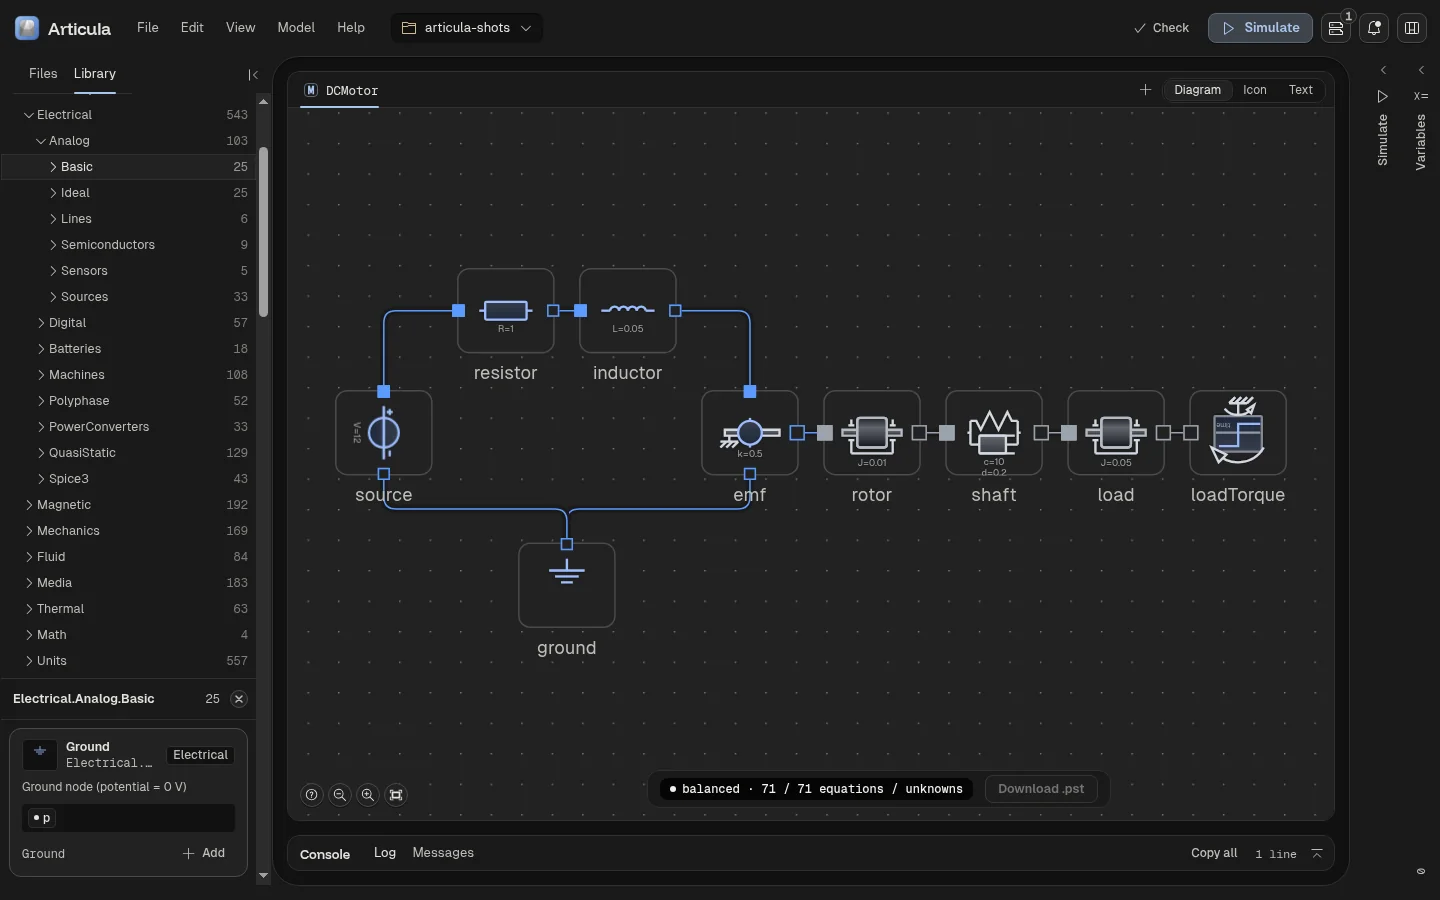 Articula File Edit View Model Help articula-shots Check Simulate 1
Files Library
Electrical 543
Analog 103
Basic 25
Ideal 25
Lines 6
Semiconductors 9
Sensors 5
Sources 33
Digital 57
Batteries 18
Machines 108
Polyphase 52
PowerConverters 33
QuasiStatic 129
Spice3 43
Magnetic 192
Mechanics 169
Fluid 84
Media 183
Thermal 63
Math 4
Units 557
Electrical.Analog.Basic 25
Ground
Electrical.…
Electrical
Ground node (potential = 0 V)
p
Ground
Add
M DCMotor
Diagram Icon Text
R=1
resistor
L=0.05
inductor
V=12
source
k=0.5
emf
J=0.01
rotor
c=10
d=0.2
shaft
J=0.05
load
time
loadTorque
ground
balanced · 71 / 71 equations / unknowns
Download .pst
Console Log Messages Copy all 1 line
Simulate
x=
Variables